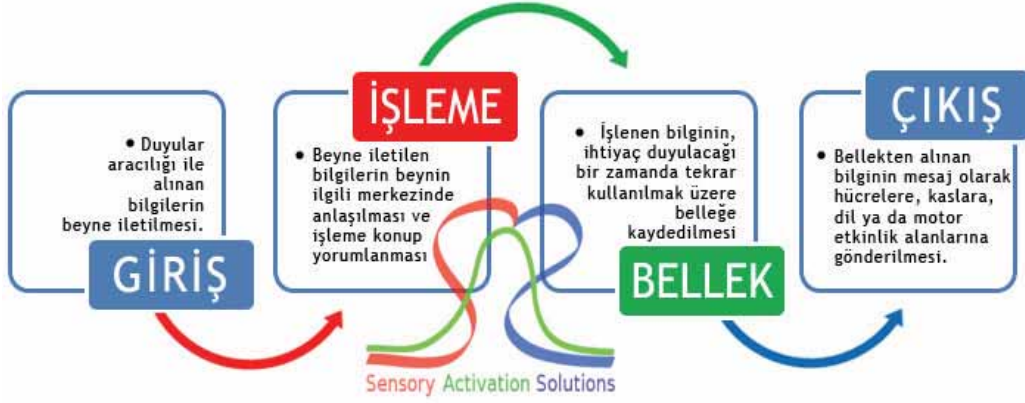 • Duyular
aracılığı ile
alınan
bilgilerin
beyne iletilmesi.
GİRİŞ
İŞLEME
• Beyne iletilen
bilgilerin beynin
ilgili merkezinde
anlaşılması ve
işleme konup
yorumlanması
• İşlenen bilginin,
ihtiyaç duyulacağı
bir zamanda tekrar
kullanılmak üzere
belleğe
kaydedilmesi
BELLEK
ÇIKIŞ
• Bellekten alınan
bilginin mesaj olarak
hücrelere, kaslara,
dil ya da motor
etkinlik alanlarına
gönderilmesi.
Sensory Activation Solutions